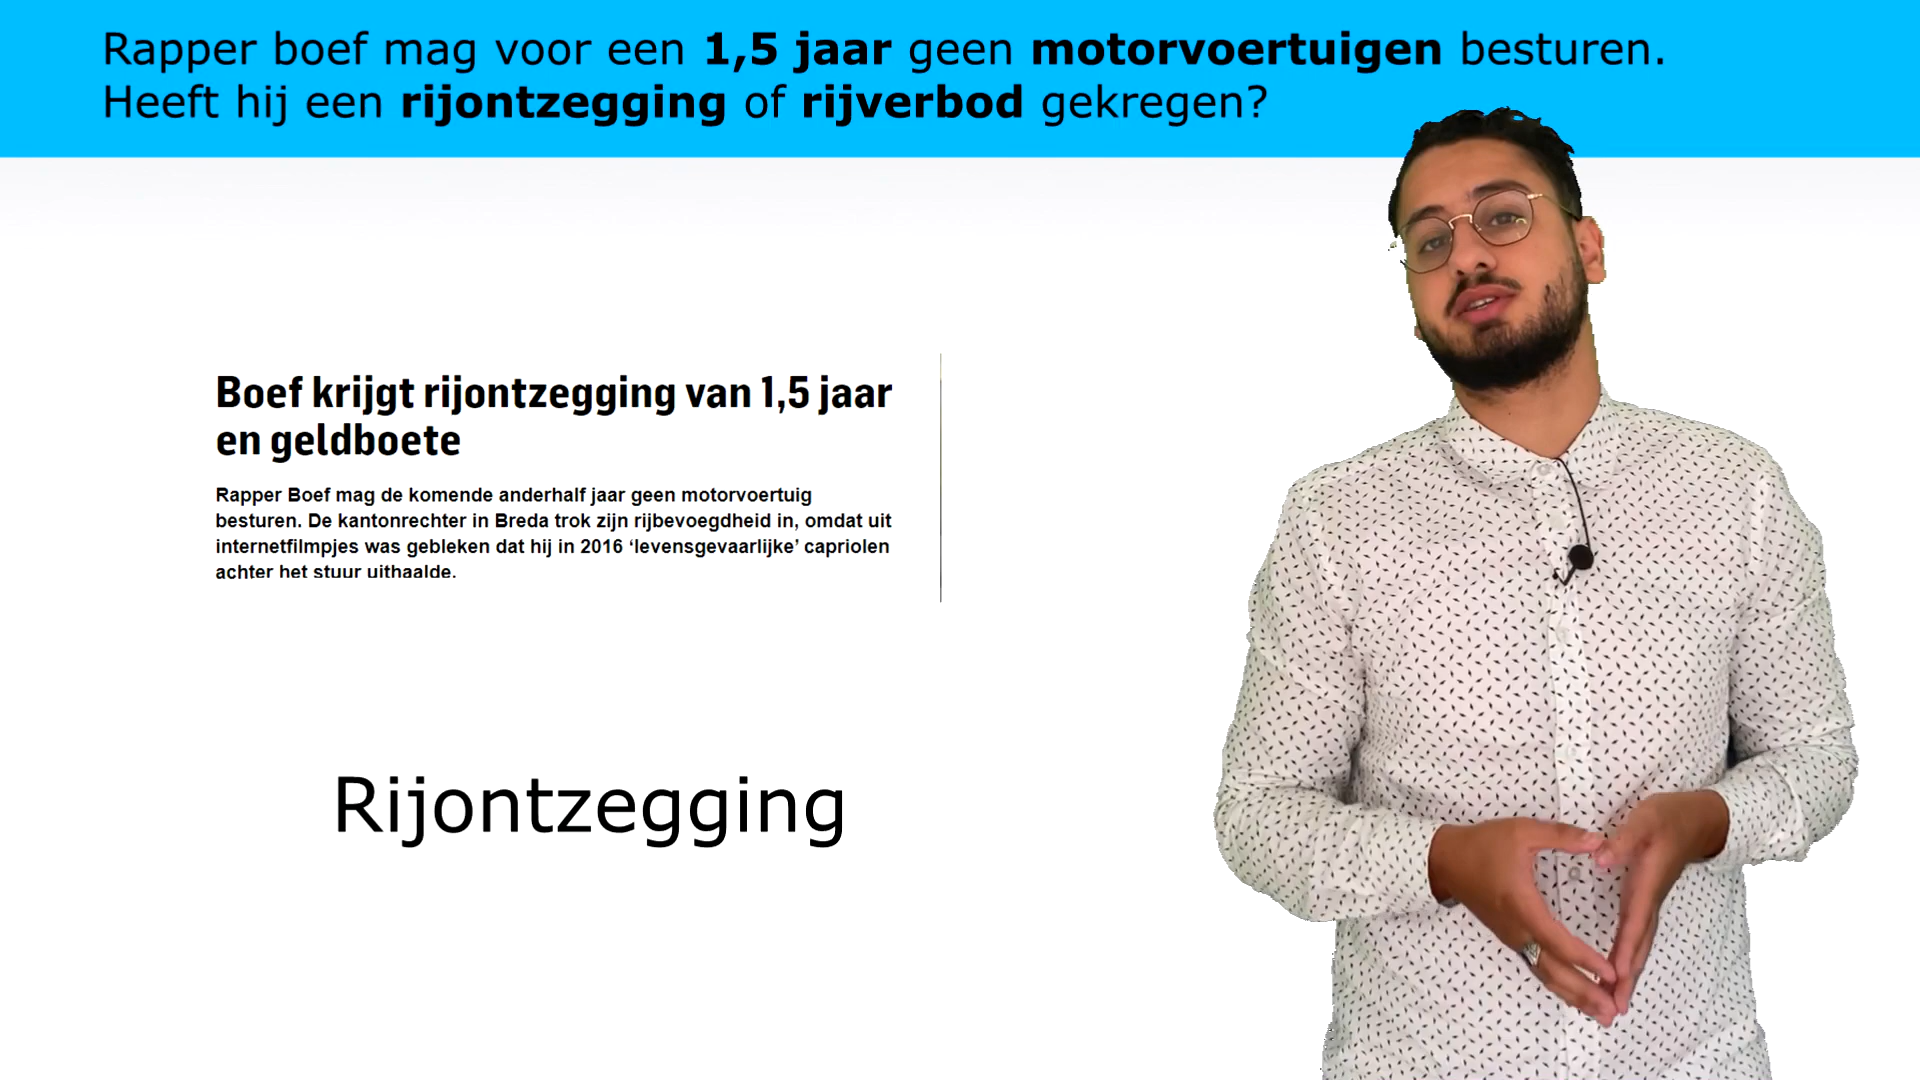 Rapper boef mag voor een 1,5 jaar geen motorvoertuigen besturen.
Heeft hij een rijontzegging of rijverbod gekregen?
Boef krijgt rijontzegging van 1,5 jaar
en geldboete
Rapper Boef mag de komende anderhalf jaar geen motorvoertuig
besturen. De kantonrechter in Breda trok zijn rijbevoegdheid in, omdat uit
internetfilmpjes was gebleken dat hij in 2016 ‘levensgevaarlijke’ capriolen
achter het stuur uithaalde.
Rijontzegging